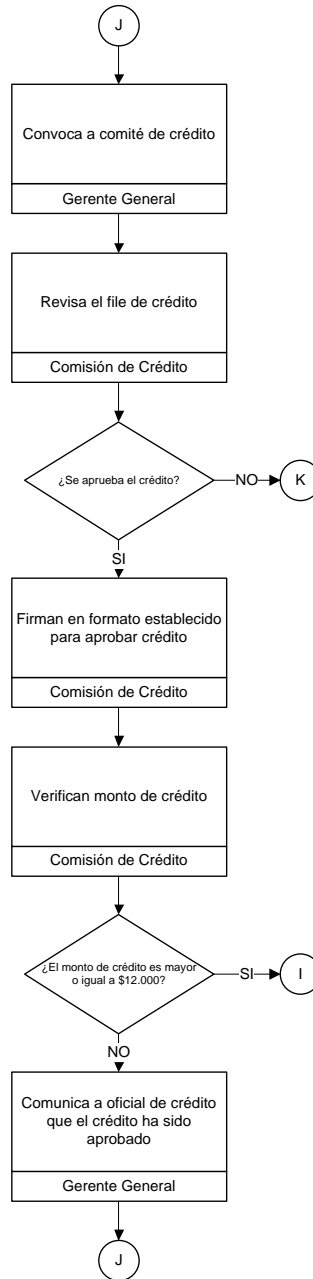 J
Convoca a comité de crédito
Gerente General
Revisa el file de crédito
Comisión de Crédito
¿Se aprueba el crédito?
NO
K
SI
Firman en formato establecido
para aprobar crédito
Comisión de Crédito
Verifican monto de crédito
Comisión de Crédito
¿El monto de crédito es mayor
o igual a $12.000?
SI
I
NO
Comunica a oficial de crédito
que el crédito ha sido
aprobado
Gerente General
J